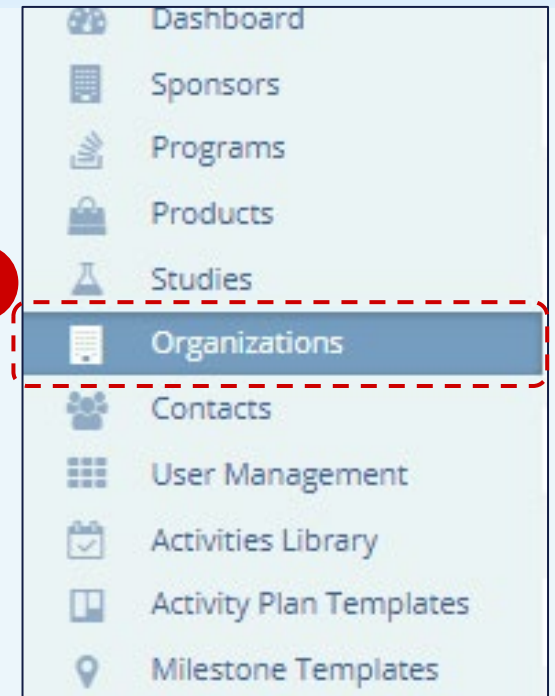 Dashboard
Sponsors
Programs
Products
Studies
Organizations
Contacts
User Management
Activities Library
Activity Plan Templates
Milestone Templates